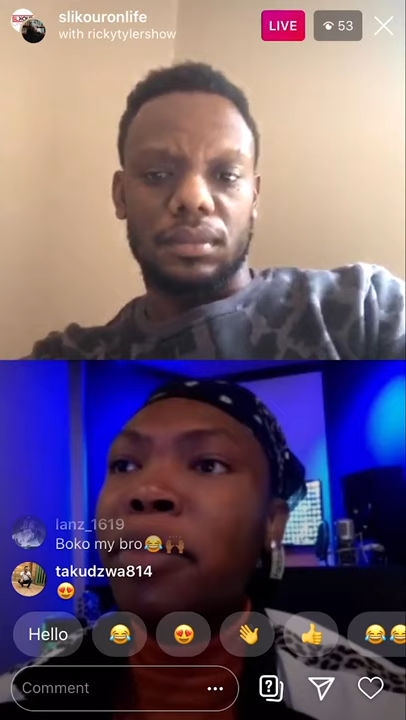 slikouronlife
with rickytylershow
LIVE
53
lanz_1619
Boko my bro😂🙌🏾
takudzwa814
😍
Hello
Comment